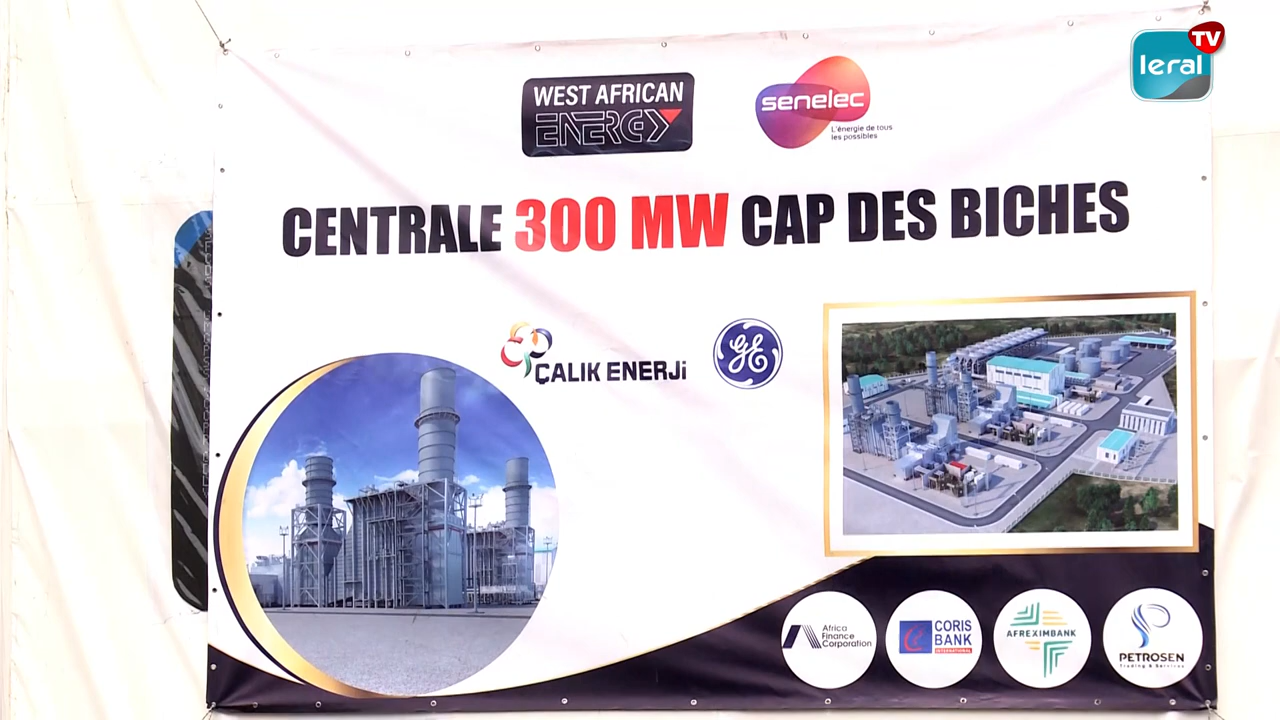 TV
leral
WEST AFRICAN
ENERGY
senelec
L'énergie de tous
les possibles
CENTRALE 300 MW CAP DES BICHES
ÇALIK ENERJi
GE
Africa
Finance
Corporation
CORIS
BANK
INTERNATIONAL
AFREXIMBANK
PETROSEN
Trading & Services